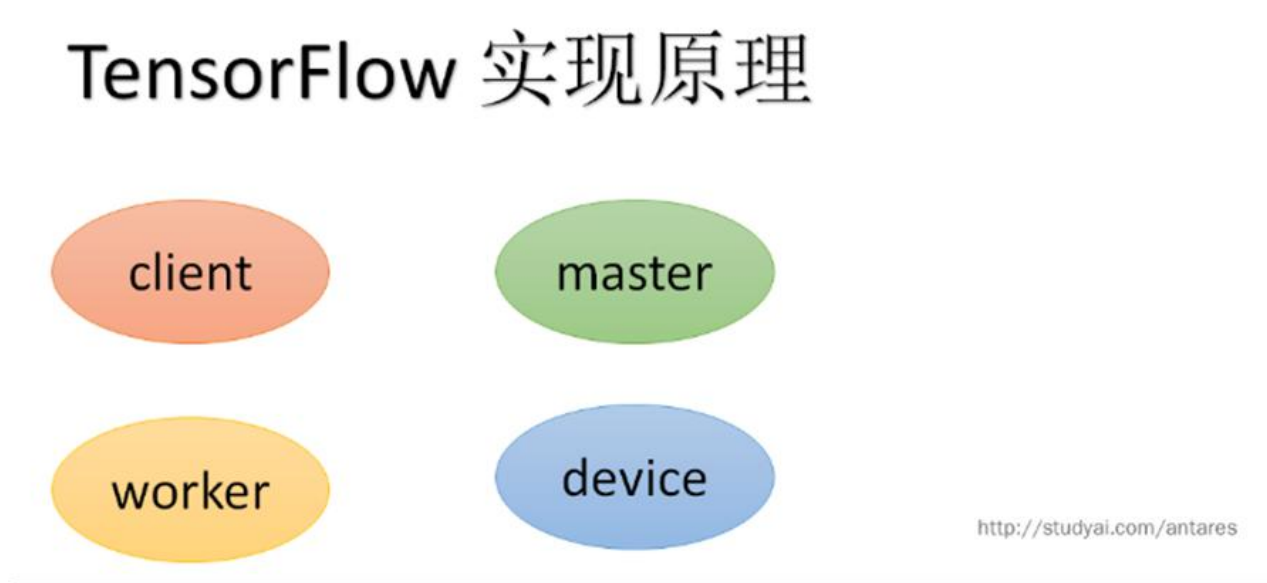 TensorFlow 实现原理
client
master
worker
device
http://studyai.com/antares